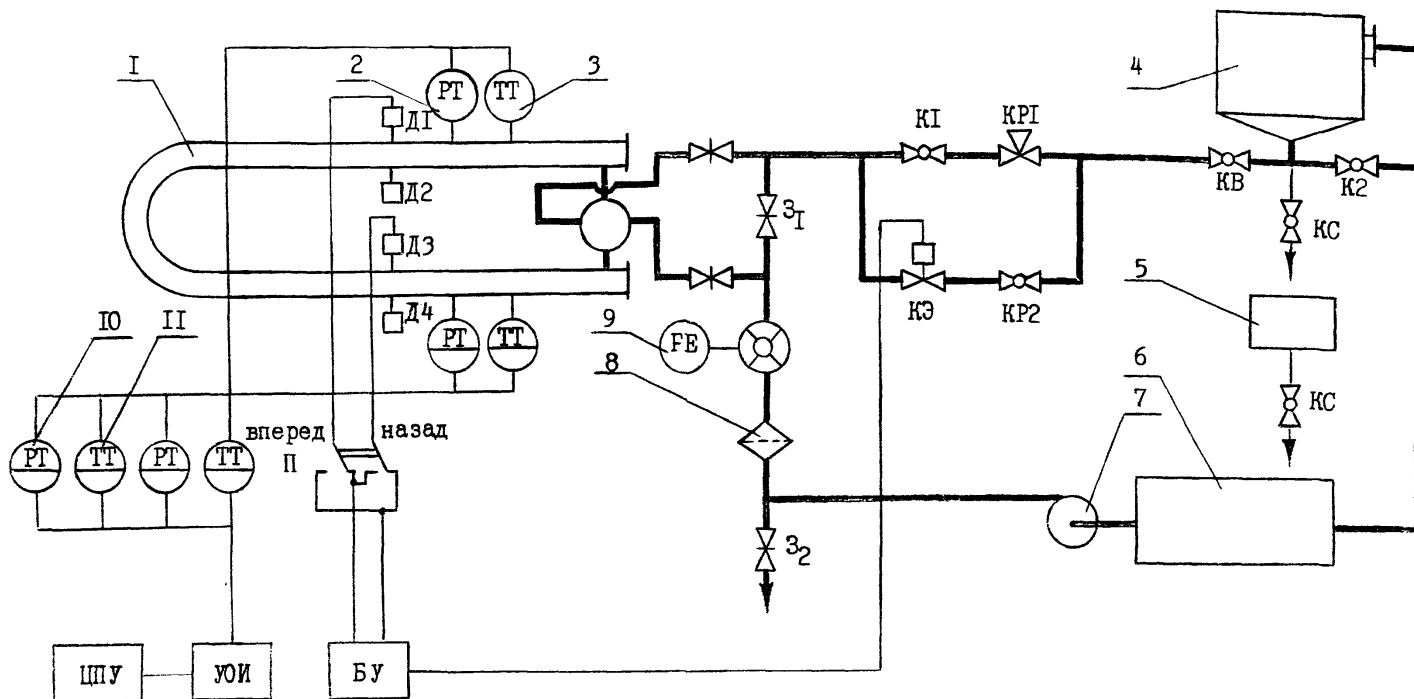 I
2
3
4
РТ
ТТ
Д1
К1
КР1
Д2
КВ
К2
З1
Д3
КС
5
Д4
КЭ
КР2
10
11
9
FE
РТ
ТТ
8
6
7
КС
вперед
назад
П
РТ
ТТ
РТ
ТТ
З2
ЦПУ
УОИ
БУ